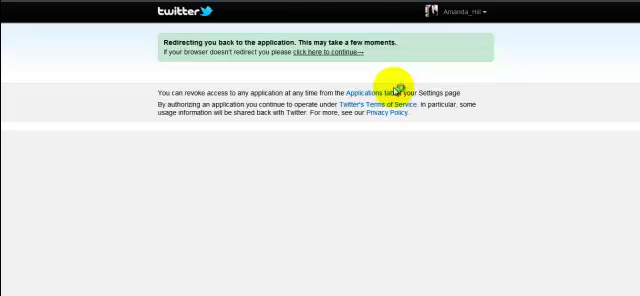 twitter
Amanda_Hill
Redirecting you back to the application. This may take a few moments.
If your browser doesn't redirect you please click here to continue→
You can revoke access to any application at any time from the Applications tab of your Settings page
By authorizing an application you continue to operate under Twitter's Terms of Service. In particular, some
usage information will be shared back with Twitter. For more, see our Privacy Policy.